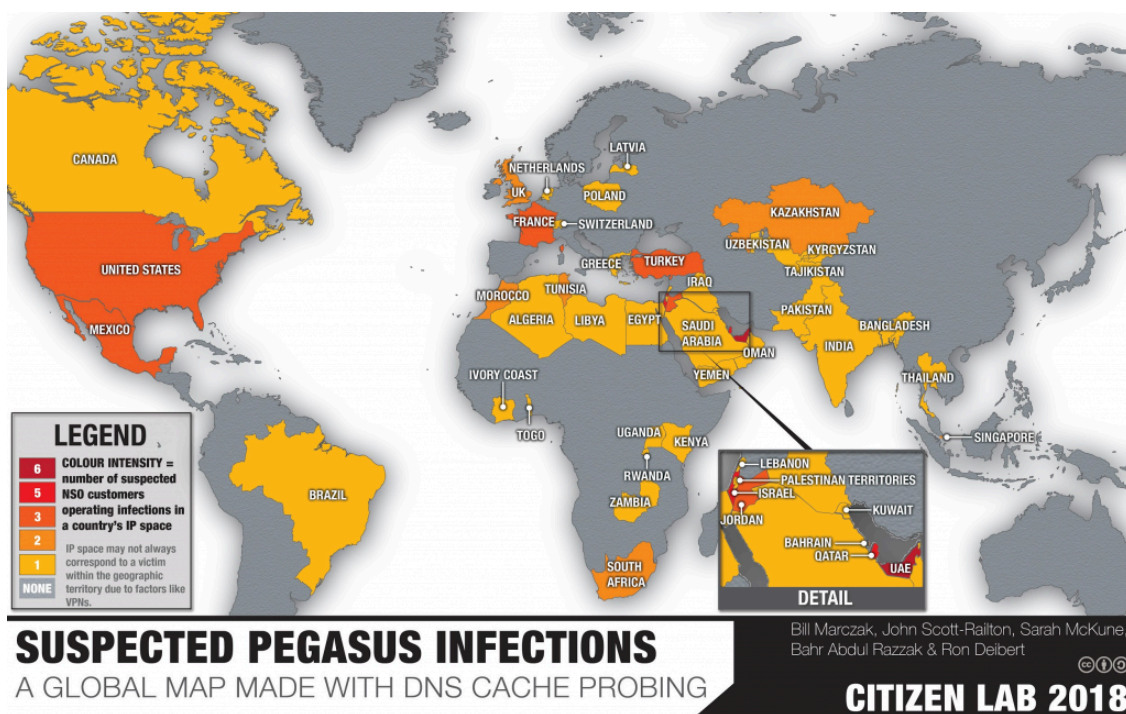 CANADA
UNITED STATES
MEXICO
BRAZIL
LATVIA
NETHERLANDS
UK
POLAND
FRANCE
SWITZERLAND
GREECE
TURKEY
KAZAKHSTAN
UZBEKISTAN
KYRGYZSTAN
TAJIKISTAN
MOROCCO
TUNISIA
IRAQ
ALGERIA
LIBYA
EGYPT
SAUDI
ARABIA
OMAN
YEMEN
PAKISTAN
BANGLADESH
INDIA
THAILAND
SINGAPORE
IVORY COAST
TOGO
UGANDA
KENYA
RWANDA
ZAMBIA
SOUTH
AFRICA
LEBANON
PALESTINAN TERRITORIES
ISRAEL
JORDAN
KUWAIT
BAHRAIN
QATAR
UAE
DETAIL
LEGEND
6
5
3
2
1
NONE
COLOUR INTENSITY =
number of suspected
NSO customers
operating infections in
a country's IP space
IP space may not always
correspond to a victim
within the geographic
territory due to factors like
VPNs.
SUSPECTED PEGASUS INFECTIONS
A GLOBAL MAP MADE WITH DNS CACHE PROBING
Bill Marczak, John Scott-Railton, Sarah McKune,
Bahr Abdul Razzak & Ron Deibert
cc
CITIZEN LAB 2018